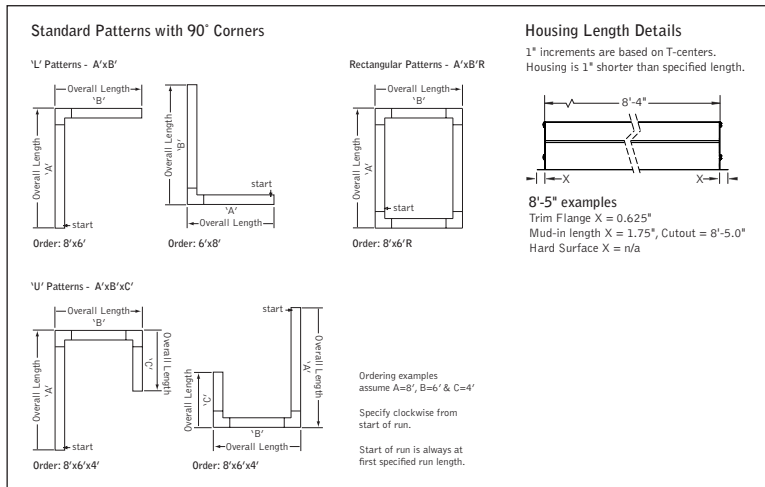 Standard Patterns with 90˚ Corners
‘L’ Patterns - A’xB’
Overall Length
‘B’
Overall Length
‘A’
start
Order: 8’x6’
Overall Length
‘B’
start
‘A’
Overall Length
Order: 6’x8’
Rectangular Patterns - A’xB’R
Overall Length
‘B’
Overall Length
‘A’
start
Order: 8’x6’R
Housing Length Details
1" increments are based on T-centers.
Housing is 1" shorter than specified length.
8'-4"
X
X
8'-5" examples
Trim Flange X = 0.625"
Mud-in length X = 1.75", Cutout = 8'-5.0"
Hard Surface X = n/a
‘U’ Patterns - A’xB’xC’
Overall Length
‘B’
Overall Length
‘A’
Overall Length
‘C’
start
Order: 8’x6’x4’
start
Overall Length
‘C’
Overall Length
‘A’
‘B’
Overall Length
Order: 8’x6’x4’
Ordering examples
assume A=8’, B=6’ & C=4’
Specify clockwise from
start of run.
Start of run is always at
first specified run length.